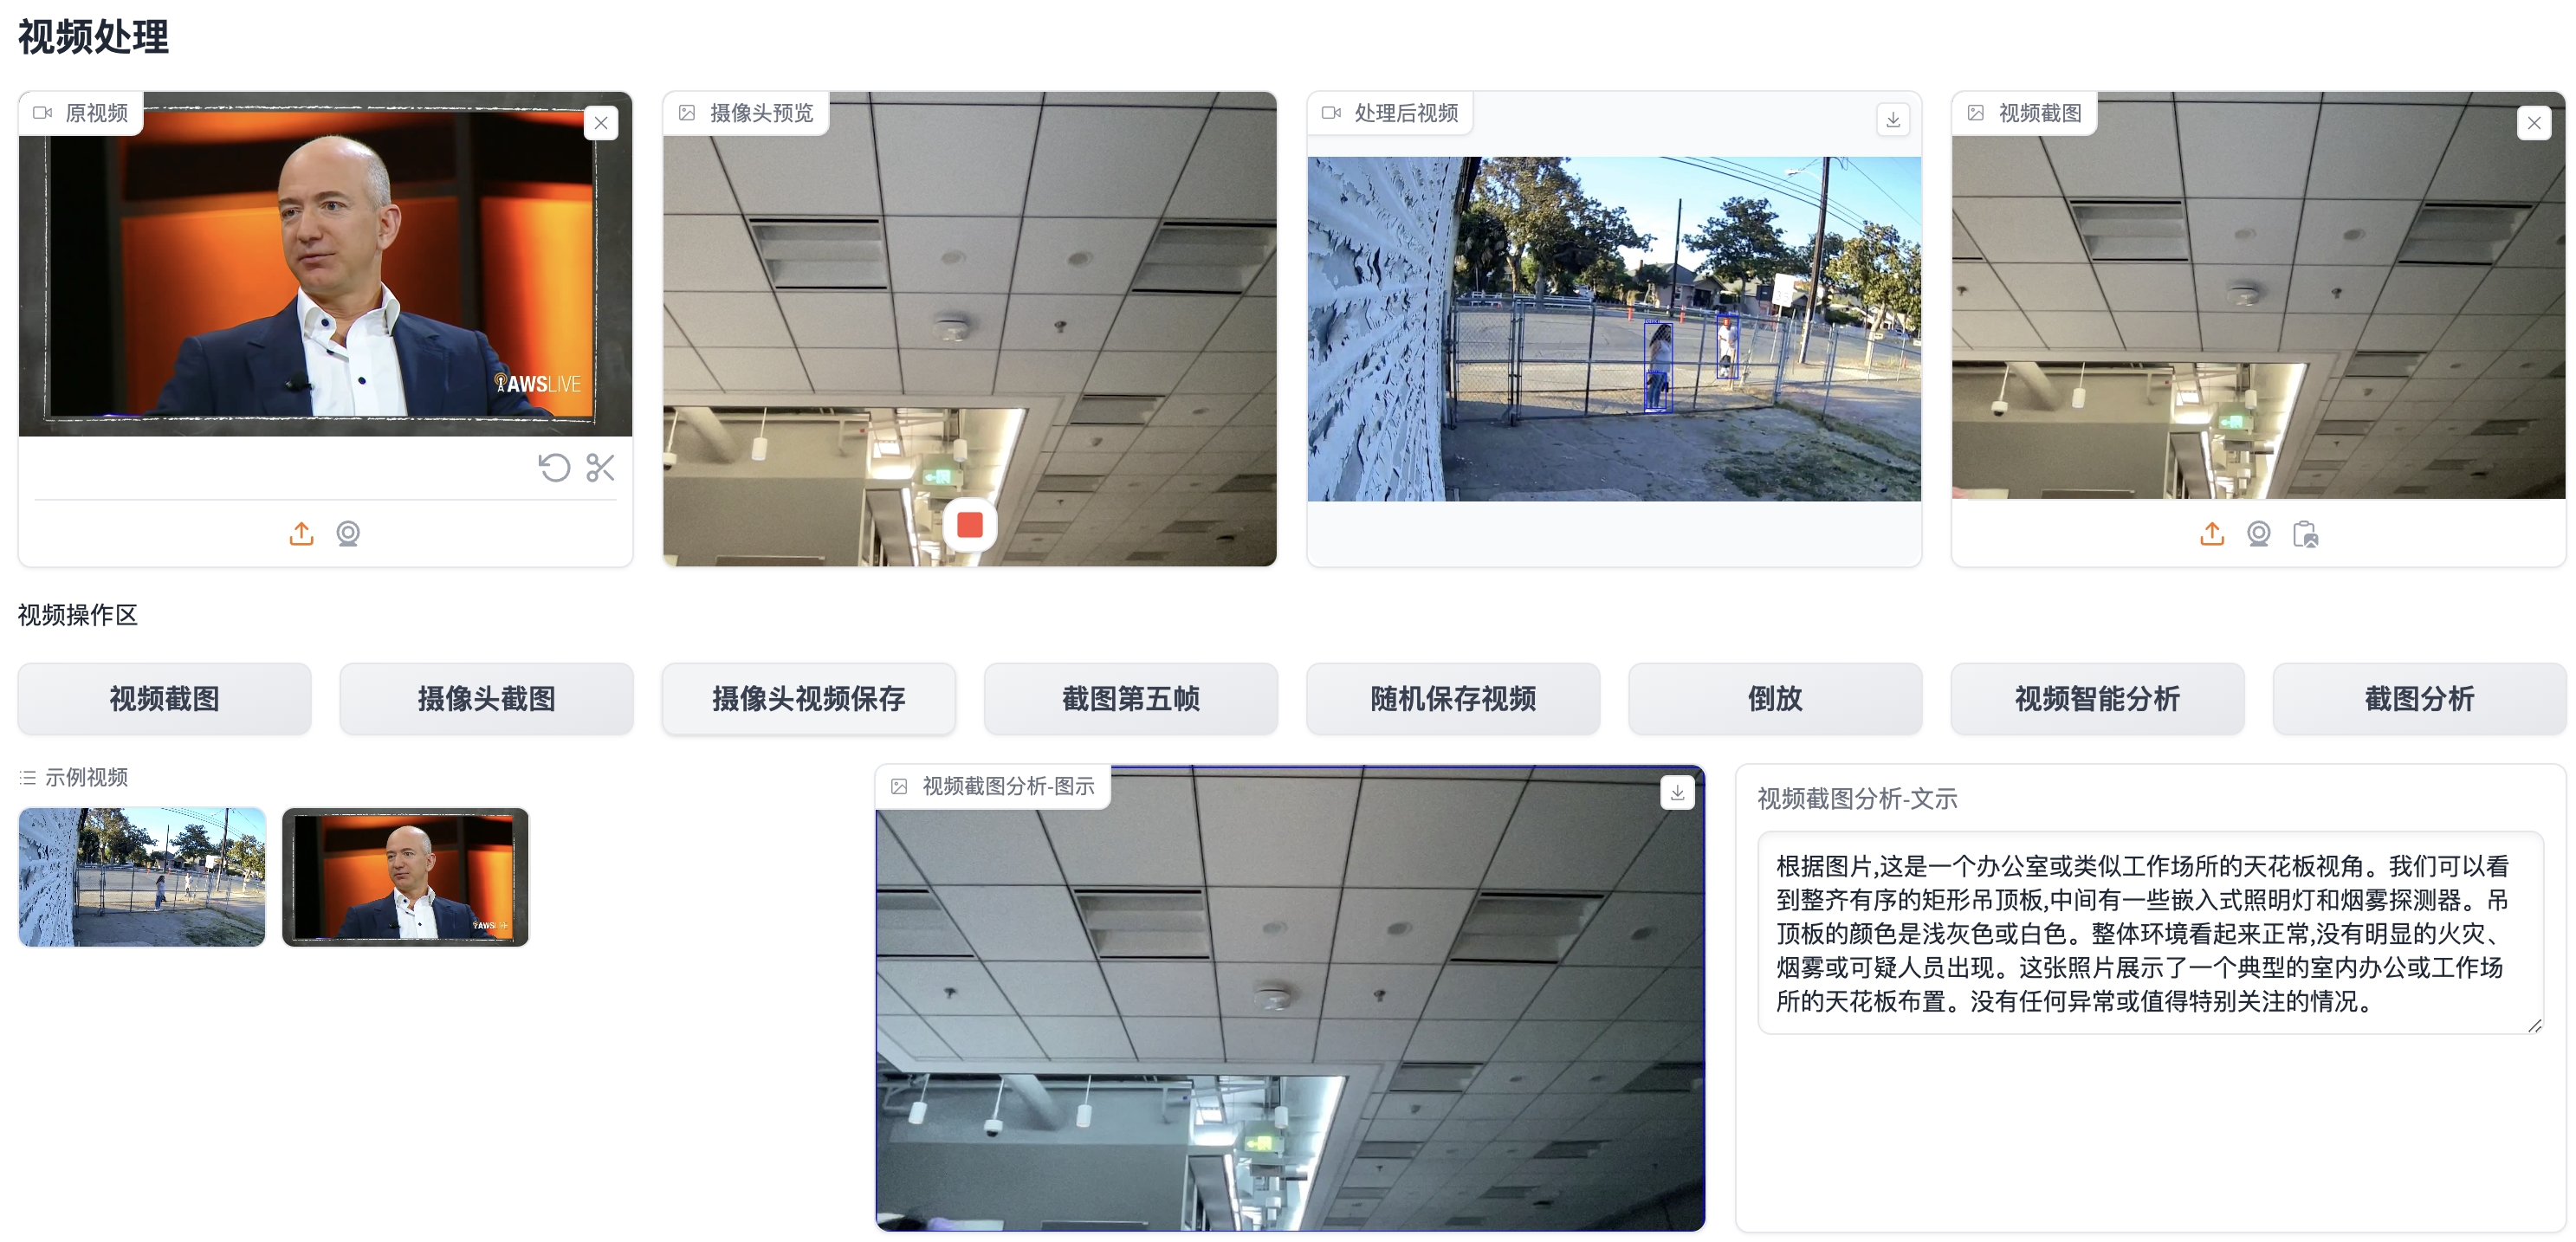 视频处理
原视频
摄像头预览
处理后视频
视频截图
AWSLIVE
视频操作区
视频截图
摄像头截图
摄像头视频保存
截图第五帧
随机保存视频
倒放
视频智能分析
截图分析
示例视频
视频截图分析-图示
视频截图分析-文示
根据图片,这是一个办公室或类似工作场所的天花板视角。我们可以看
到整齐有序的矩形吊顶板,中间有一些嵌入式照明灯和烟雾探测器。吊
顶板的颜色是浅灰色或白色。整体环境看起来正常,没有明显的火灾、
烟雾或可疑人员出现。这张照片展示了一个典型的室内办公或工作场
所的天花板布置。没有任何异常或值得特别关注的情况。